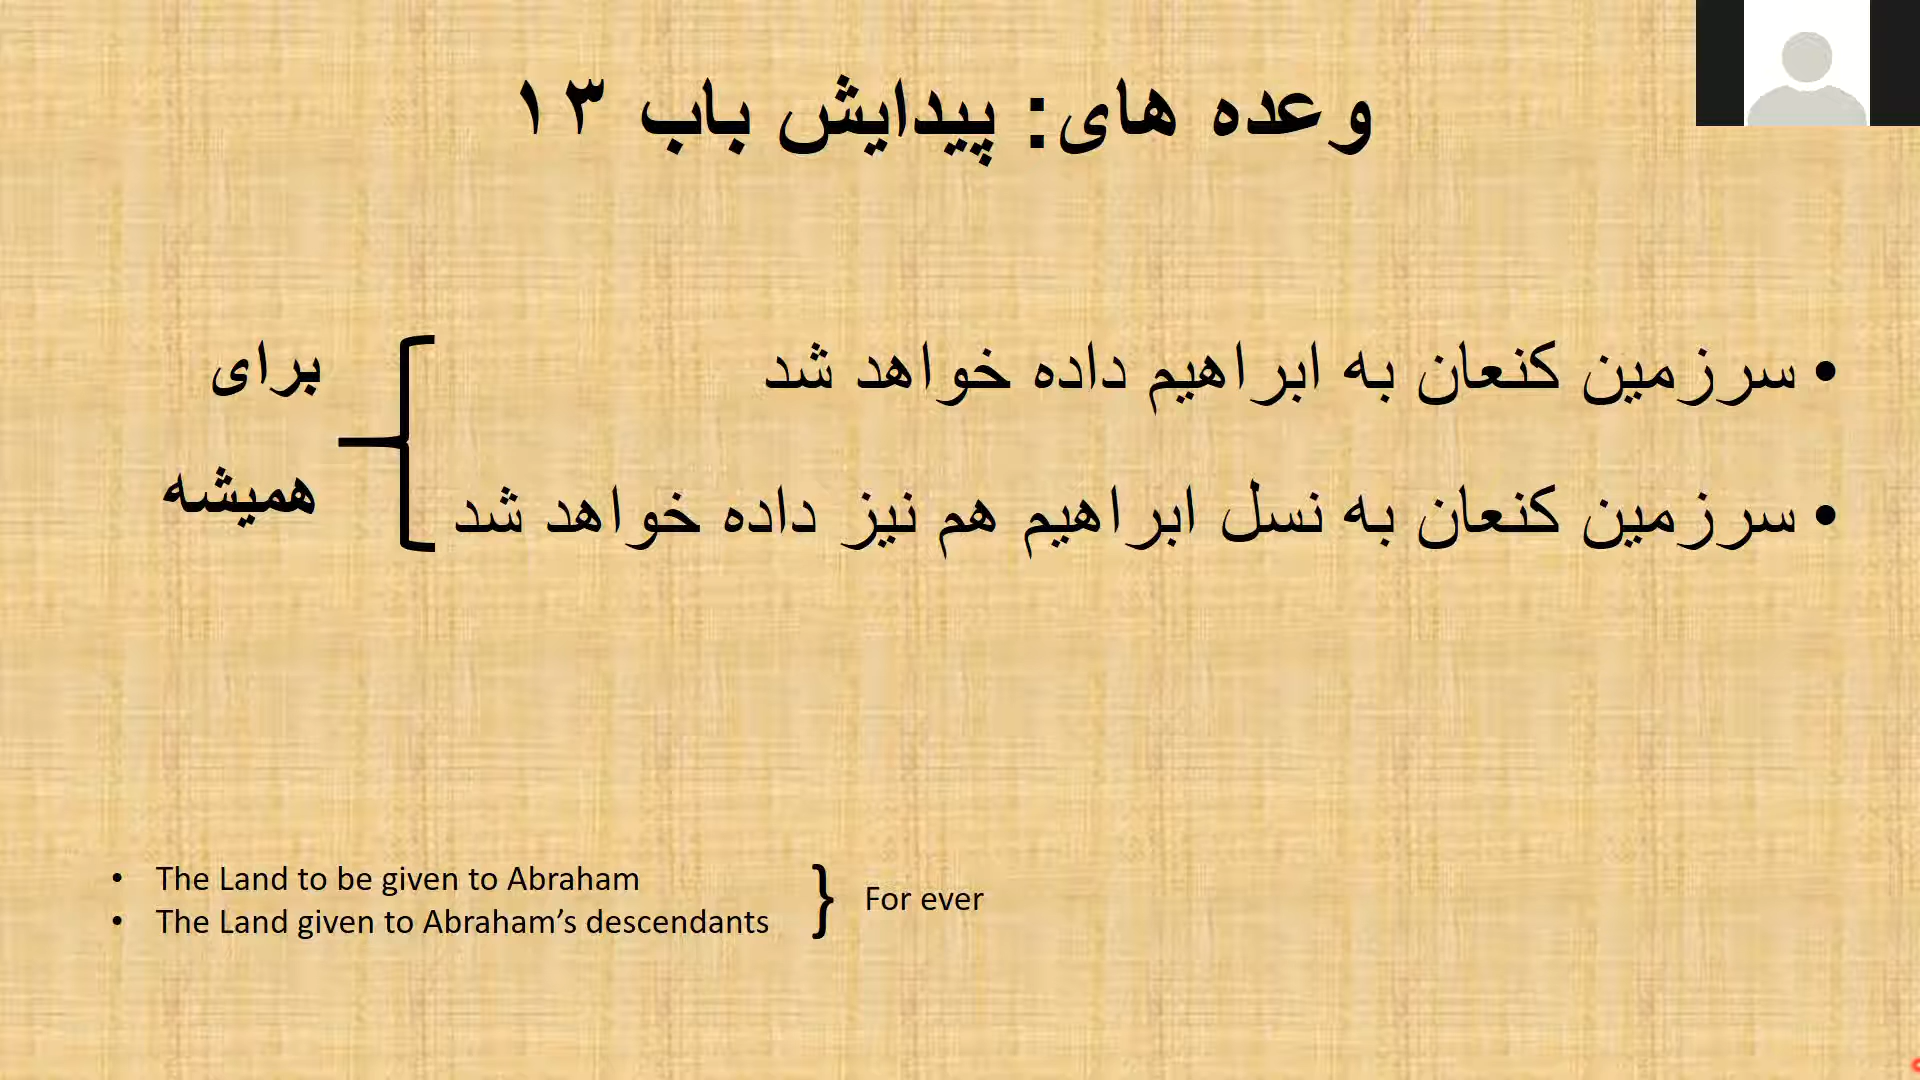 وعده های: پیدایش باب ۱۳
• سرزمین کنعان به ابراهیم داده خواهد شد
• سرزمین کنعان به نسل ابراهیم هم نیز داده خواهد شد
برای
همیشه
• The Land to be given to Abraham
• The Land given to Abraham’s descendants
} For ever